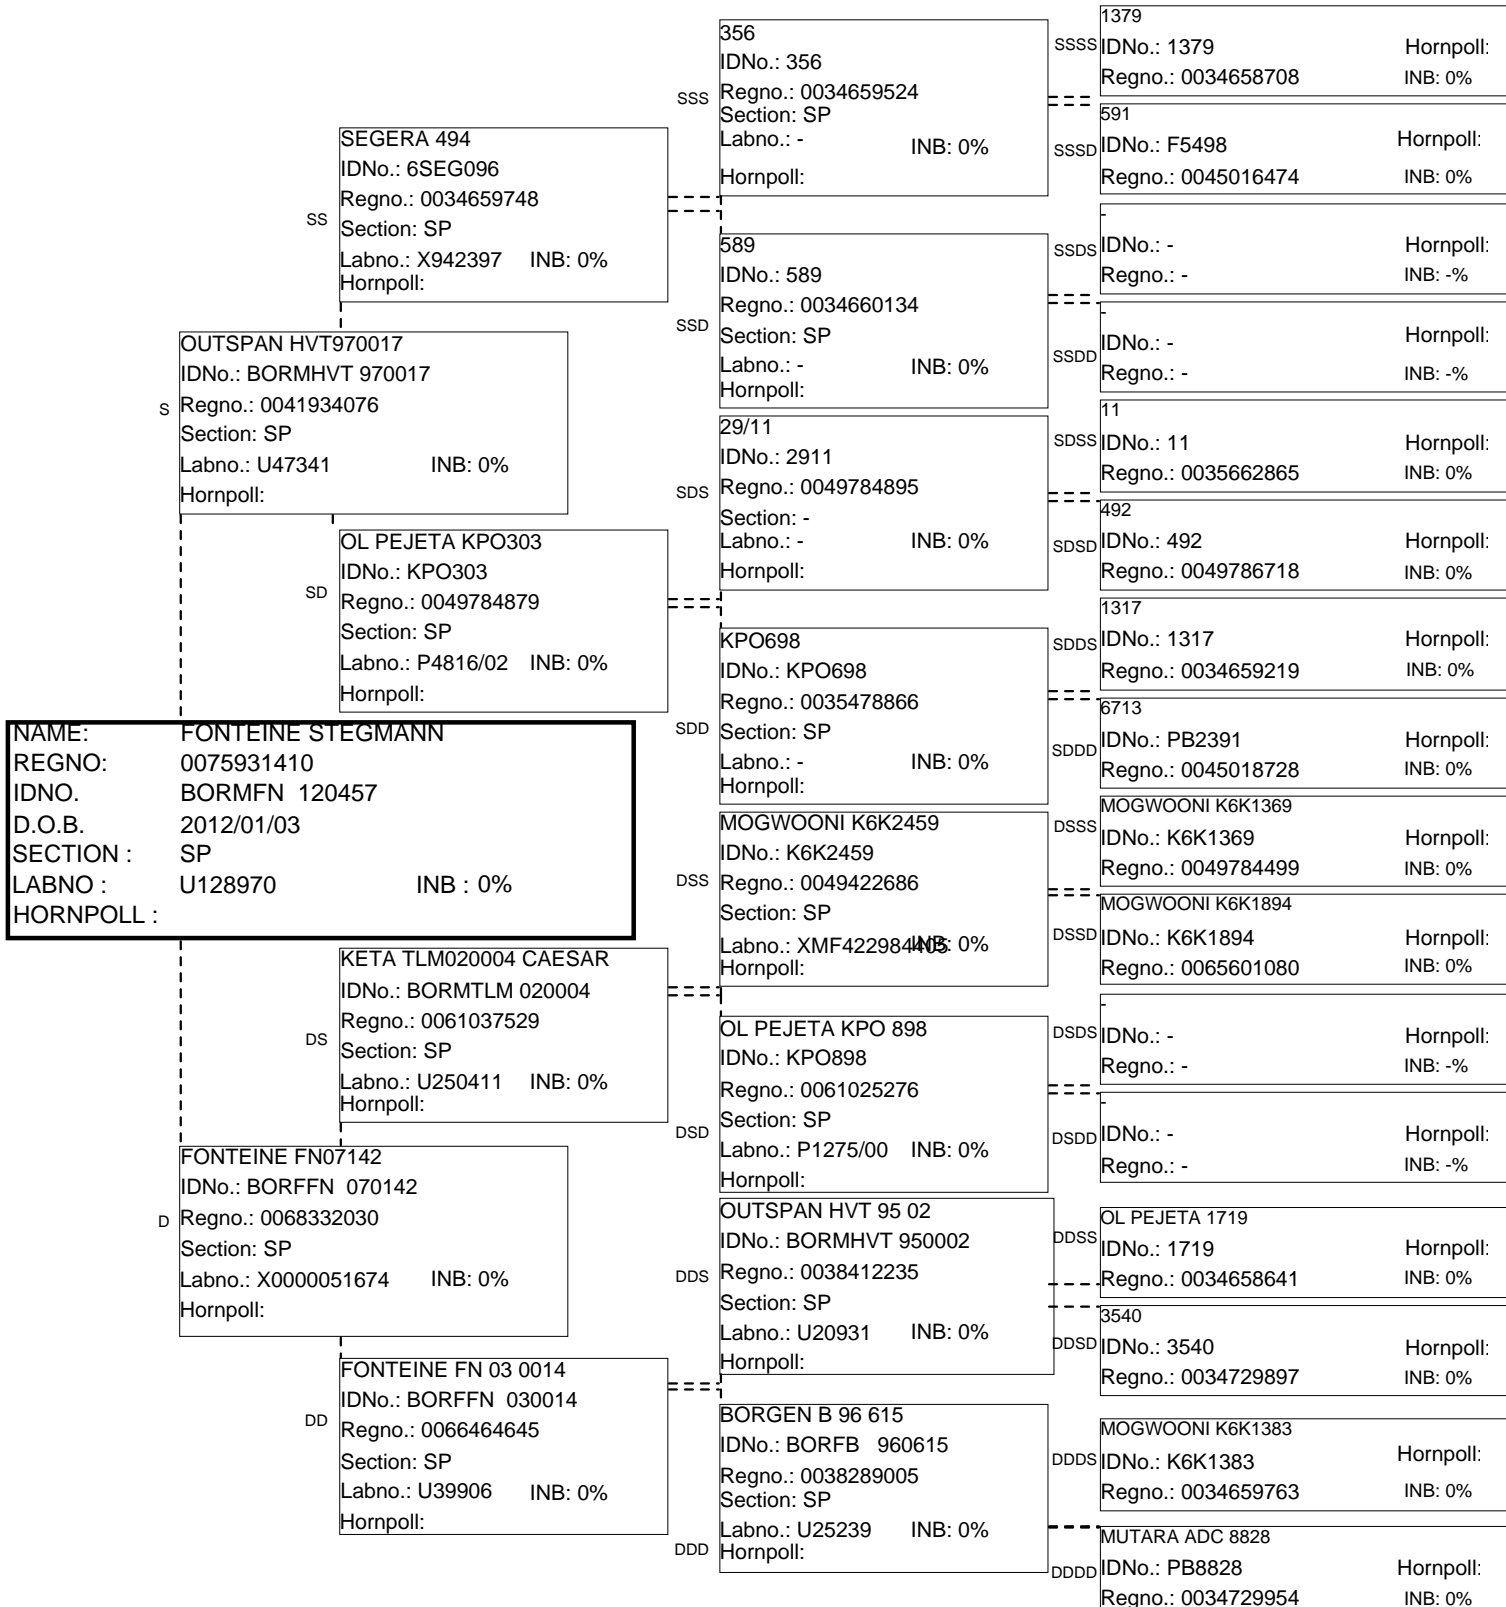 NAME: FONTEINE STEGMANN
REGNO: 0075931410
IDNO. BORMFN 120457
D.O.B. 2012/01/03
SECTION : SP
LABNO : U128970 INB : 0%
HORNPOLL :
S
OUTSPAN HVT970017
IDNo.: BORMHVT 970017
Regno.: 0041934076
Section: SP
Labno.: U47341 INB: 0%
Hornpoll:
D
FONTEINE FN07142
IDNo.: BORFFN 070142
Regno.: 0068332030
Section: SP
Labno.: X0000051674 INB: 0%
Hornpoll:
SS
SEGERA 494
IDNo.: 6SEG096
Regno.: 0034659748
Section: SP
Labno.: X942397 INB: 0%
Hornpoll:
SD
OL PEJETA KPO303
IDNo.: KPO303
Regno.: 0049784879
Section: SP
Labno.: P4816/02 INB: 0%
Hornpoll:
DS
KETA TLM020004 CAESAR
IDNo.: BORMTLM 020004
Regno.: 0061037529
Section: SP
Labno.: U250411 INB: 0%
Hornpoll:
DD
FONTEINE FN 03 0014
IDNo.: BORFFN 030014
Regno.: 0066464645
Section: SP
Labno.: U39906 INB: 0%
Hornpoll:
SSS
356
IDNo.: 356
Regno.: 0034659524
Section: SP
Labno.: - INB: 0%
Hornpoll:
SSD
589
IDNo.: 589
Regno.: 0034660134
Section: SP
Labno.: - INB: 0%
Hornpoll:
SDS
29/11
IDNo.: 2911
Regno.: 0049784895
Section: -
Labno.: - INB: 0%
Hornpoll:
SDD
KPO698
IDNo.: KPO698
Regno.: 0035478866
Section: SP
Labno.: - INB: 0%
Hornpoll:
DSS
MOGWOONI K6K2459
IDNo.: K6K2459
Regno.: 0049422686
Section: SP
Labno.: XMF422984405 INB: 0%
Hornpoll:
DSD
OL PEJETA KPO 898
IDNo.: KPO898
Regno.: 0061025276
Section: SP
Labno.: P1275/00 INB: 0%
Hornpoll:
DDS
OUTSPAN HVT 95 02
IDNo.: BORMHVT 950002
Regno.: 0038412235
Section: SP
Labno.: U20931 INB: 0%
Hornpoll:
DDD
BORGEN B 96 615
IDNo.: BORFB 960615
Regno.: 0038289005
Section: SP
Labno.: U25239 INB: 0%
Hornpoll:
SSSS
1379
IDNo.: 1379 Hornpoll:
Regno.: 0034658708 INB: 0%
SSSD
591
IDNo.: F5498 Hornpoll:
Regno.: 0045016474 INB: 0%
SSDS
-
IDNo.: - Hornpoll:
Regno.: - INB: -%
SSDD
-
IDNo.: - Hornpoll:
Regno.: - INB: -%
SDSS
11
IDNo.: 11 Hornpoll:
Regno.: 0035662865 INB: 0%
SDSD
492
IDNo.: 492 Hornpoll:
Regno.: 0049786718 INB: 0%
SDDS
1317
IDNo.: 1317 Hornpoll:
Regno.: 0034659219 INB: 0%
SDDD
6713
IDNo.: PB2391 Hornpoll:
Regno.: 0045018728 INB: 0%
DSSS
MOGWOONI K6K1369
IDNo.: K6K1369 Hornpoll:
Regno.: 0049784499 INB: 0%
DSSD
MOGWOONI K6K1894
IDNo.: K6K1894 Hornpoll:
Regno.: 0065601080 INB: 0%
DSDS
-
IDNo.: - Hornpoll:
Regno.: - INB: -%
DSDD
-
IDNo.: - Hornpoll:
Regno.: - INB: -%
DDSS
OL PEJETA 1719
IDNo.: 1719 Hornpoll:
Regno.: 0034658641 INB: 0%
DDSD
3540
IDNo.: 3540 Hornpoll:
Regno.: 0034729897 INB: 0%
DDDS
MOGWOONI K6K1383
IDNo.: K6K1383 Hornpoll:
Regno.: 0034659763 INB: 0%
DDDD
MUTARA ADC 8828
IDNo.: PB8828 Hornpoll:
Regno.: 0034729954 INB: 0%